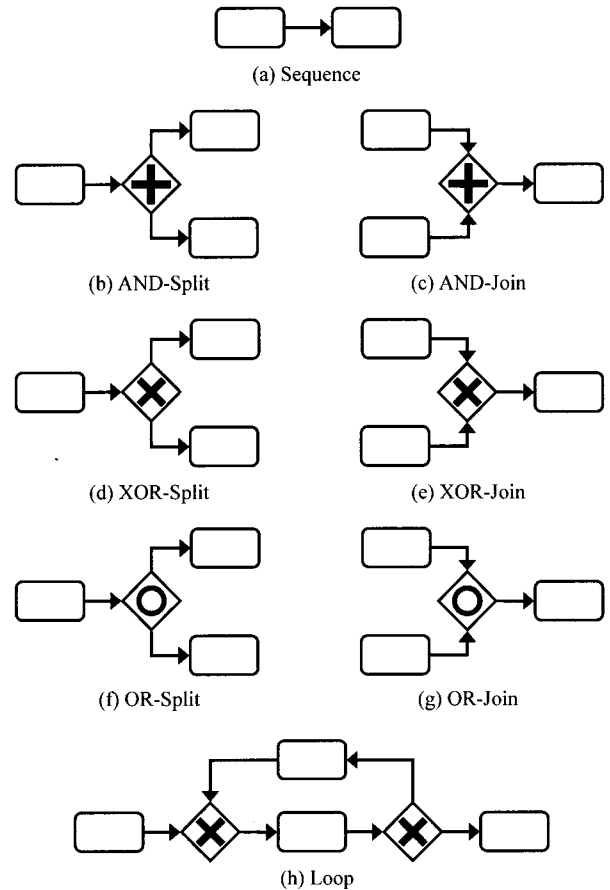 (a) Sequence
(b) AND-Split
(c) AND-Join
(d) XOR-Split
(e) XOR-Join
(f) OR-Split
(g) OR-Join
(h) Loop